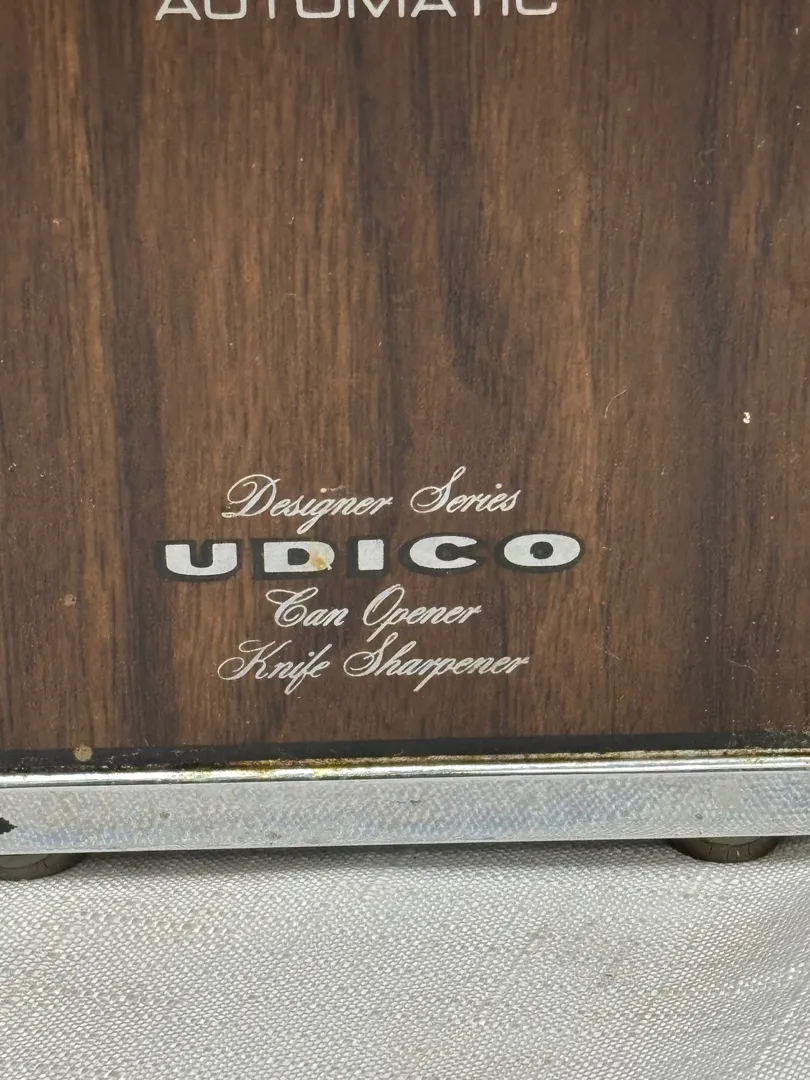 AUTOMATIC
Designer Series
UDICO
Can Opener
Knife Sharpener